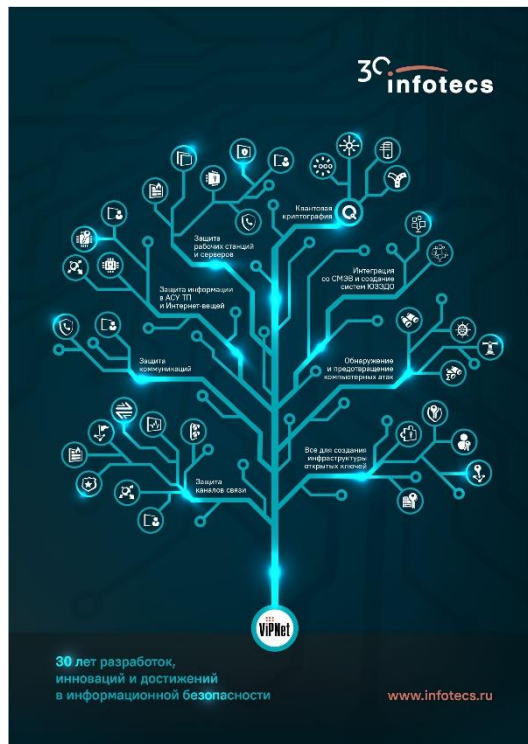 30
infotecs
Квантовая
криптография
Защита
рабочих станций
и серверов
Интеграция
со СМЭВ и создание
систем ЮЗЭДО
Защита информации
в АСУ ТП
и Интернет-вещей
Защита
коммуникаций
Обнаружение
и предотвращение
компьютерных атак
Все для создания
инфраструктуры
открытых ключей
Защита
каналов связи
ViPNet
30 лет разработок,
инноваций и достижений
в информационной безопасности
www.infotecs.ru